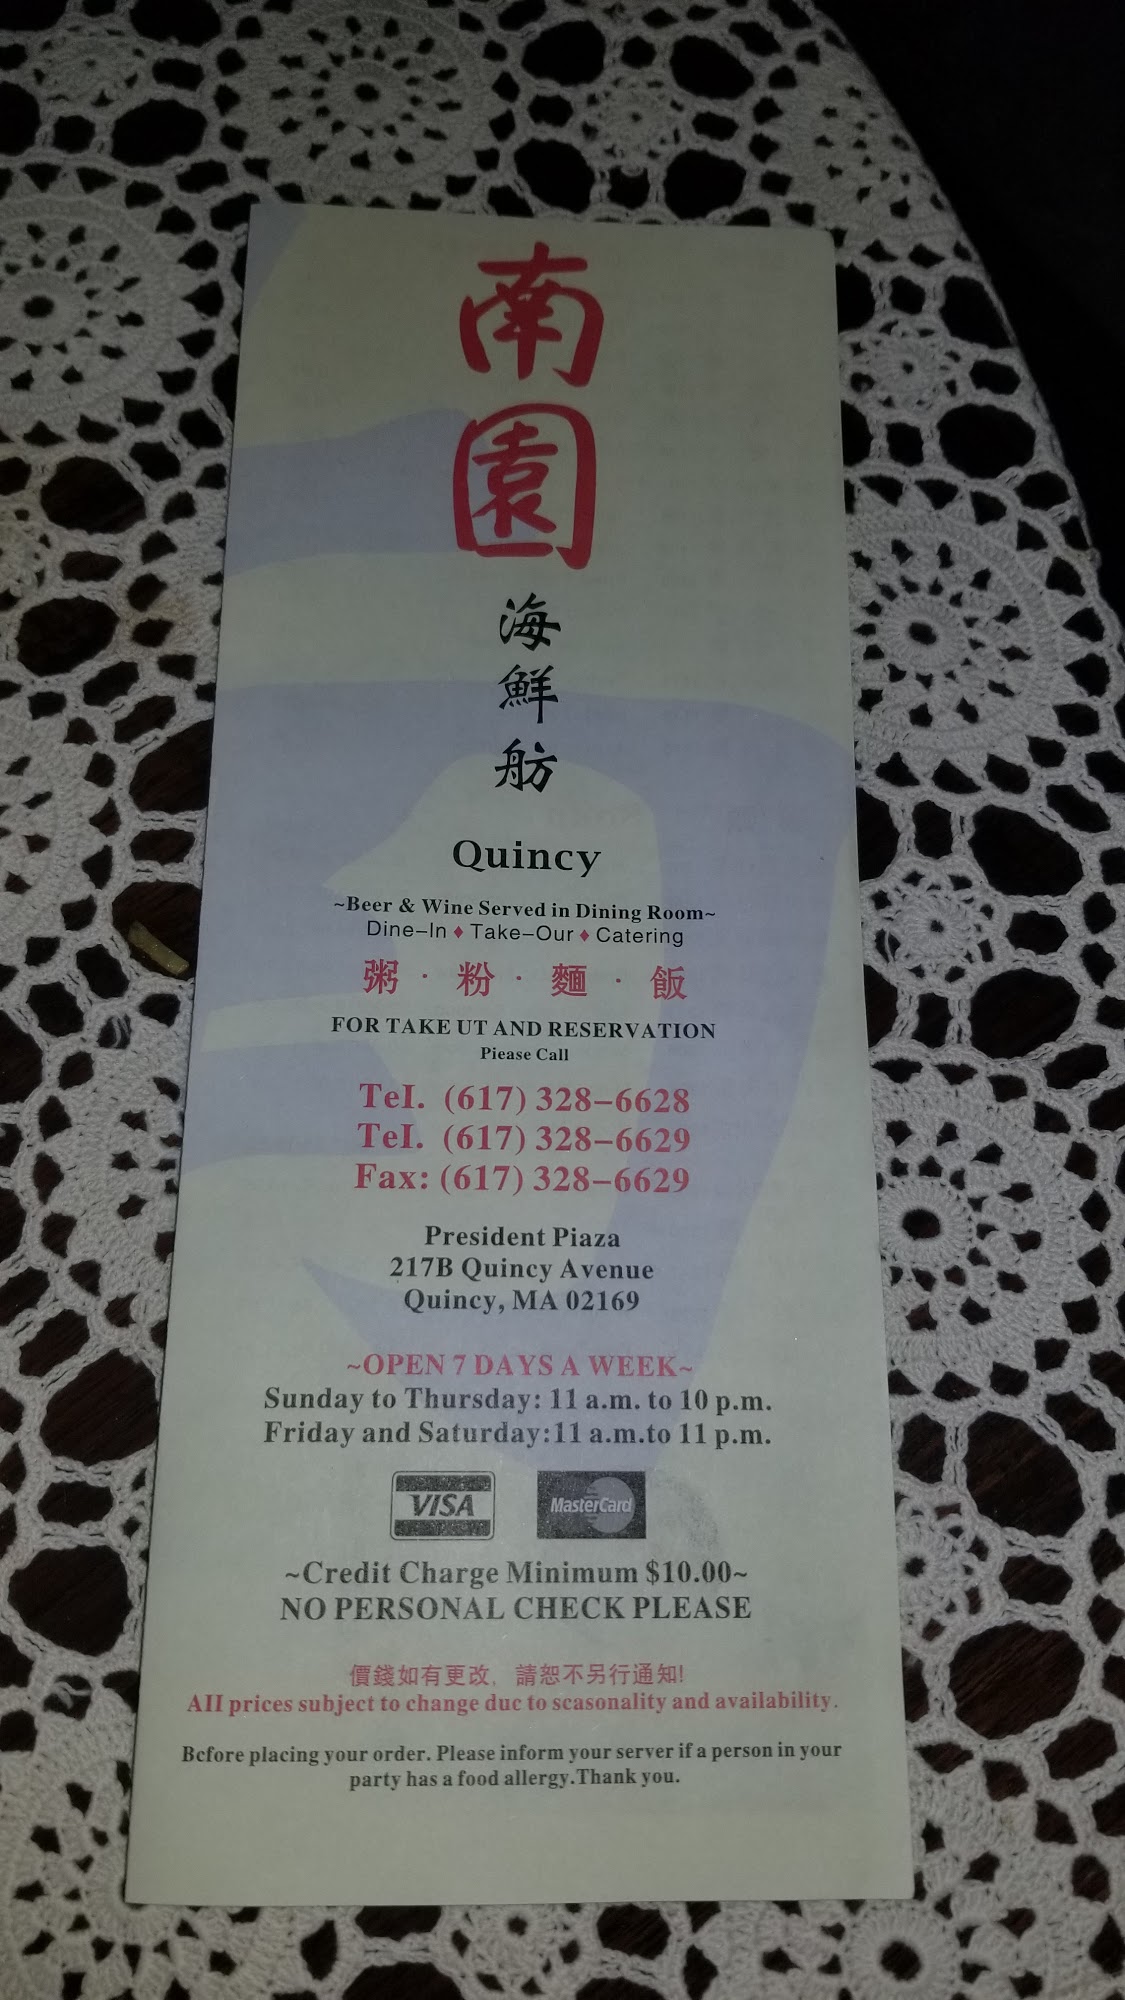 南園
海鮮舫
Quincy
~Beer & Wine Served in Dining Room~
Dine–In ♦ Take–Our ♦ Catering
粥 · 粉 · 麵 · 飯
FOR TAKE UT AND RESERVATION
Piease Call
TeI. (617) 328–6628
TeI. (617) 328–6629
Fax: (617) 328–6629
President Piaza
217B Quincy Avenue
Quincy, MA 02169
~OPEN 7 DAYS A WEEK~
Sunday to Thursday: 11 a.m. to 10 p.m.
Friday and Saturday:11 a.m.to 11 p.m.
VISA MasterCard
~Credit Charge Minimum $10.00~
NO PERSONAL CHECK PLEASE
價錢如有更改, 請恕不另行通知!
AII prices subject to change duc to scasonality and availability.
Bcfore placing your order. Please inform your server if a person in your
party has a food allergy.Thank you.